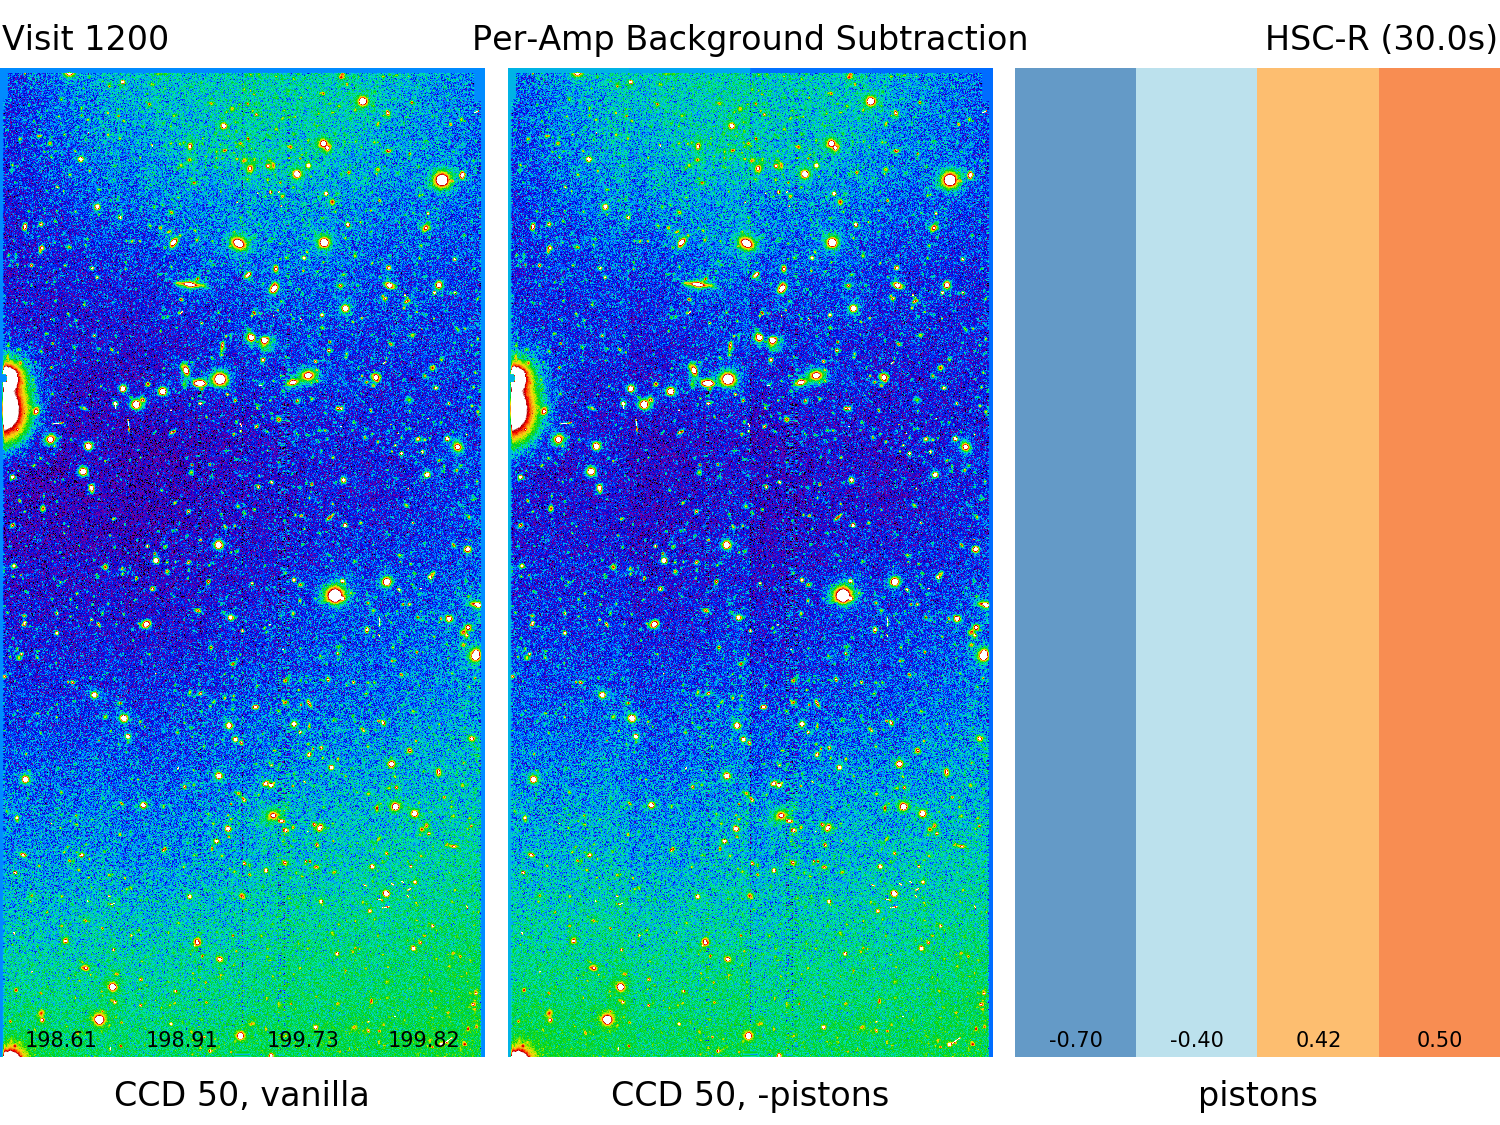 Visit 1200 Per-Amp Background Subtraction HSC-R (30.0s)
198.61 198.91 199.73 199.82 -0.70 -0.40 0.42 0.50
CCD 50, vanilla CCD 50, -pistons pistons